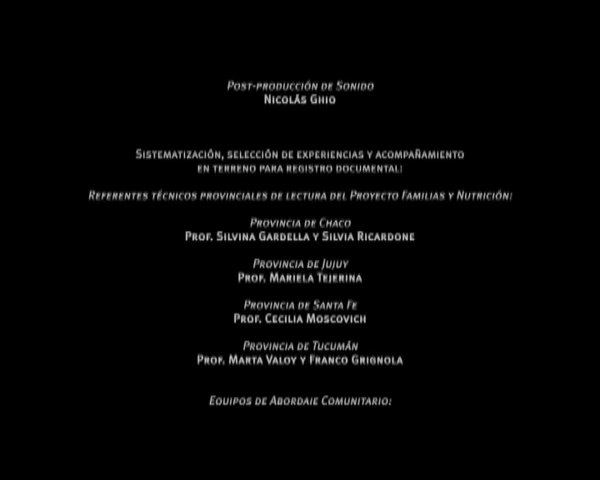 Post-producción de Sonido
Nicolás Ghio
Sistematización, selección de experiencias y acompañamiento
en terreno para registro documental:
Referentes técnicos provinciales de lectura del Proyecto Familias y Nutrición:
Provincia de Chaco
Prof. Silvina Gardella y Silvia Ricardone
Provincia de Jujuy
Prof. Mariela Tejerina
Provincia de Santa Fe
Prof. Cecilia Moscovich
Provincia de Tucumán
Prof. Marta Valoy y Franco Grignola
Equipos de Abordaje Comunitario: